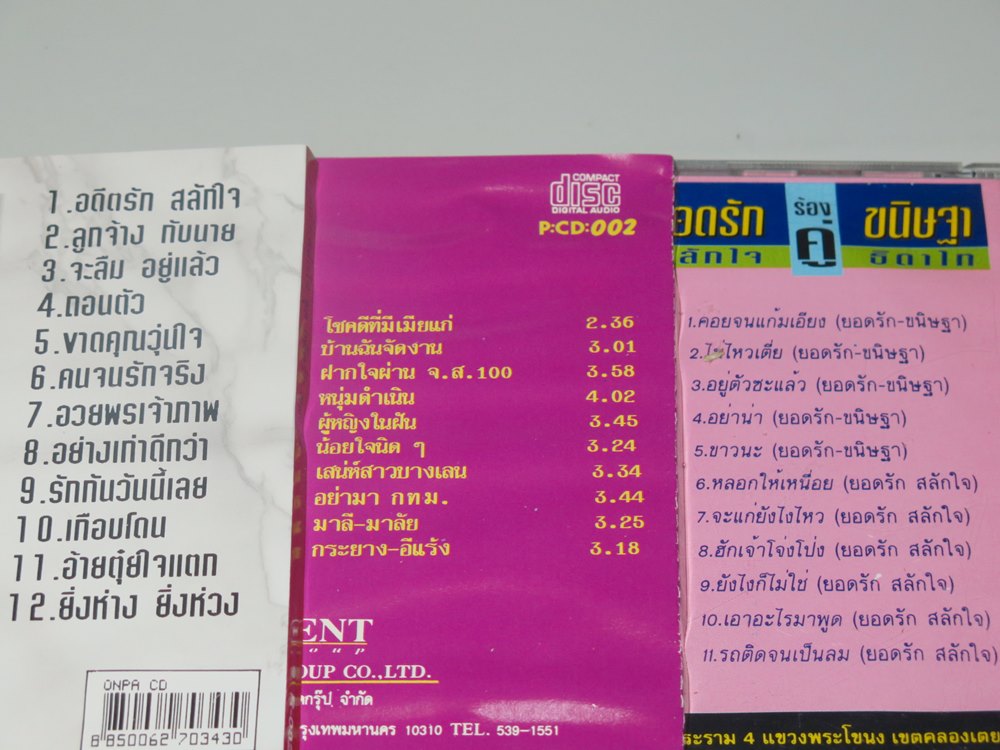 1.อดีตรัก สลักใจ
2.ลูกจ้าง กับนาย
3.จะลืม อยู่แล้ว
4.ถอนตัว
5.ขาดคุณวุ่นใจ
6.คนจนรักจริง
7.อวยพรเจ้าภาพ
8.อย่างเก่าดีกว่า
9.รักกันวันนี้เลย
10.เกือบโดน
11.อ้ายตุ๋ยใจแตก
12.ยิ่งห่าง ยิ่งห่วง
ONPA CD
8850062703430
COMPACT
disc
DIGITAL AUDIO
P:CD:002
โชคดีที่มีเมียแก่ 2.36
บ้านฉันจัดงาน 3.01
ฝากใจผ่าน จ.ส.100 3.58
หนุ่มดำเนิน 4.02
ผู้หญิงในฝัน 3.45
น้อยใจนิด ๆ 3.24
เสน่ห์สาวบางเลน 3.34
อย่ามา กทม. 3.44
มาลี-มาลัย 3.25
กระยาง-อีแร้ง 3.18
ENT
OUP CO.,LTD.
กรุ๊ป จำกัด
รุงเทพมหานคร 10310 TEL. 539-1551
อดรัก ร้อง ขนิษฐา
ลักใจ คู่ ธิดาไท
1.คอยจนแก้มเอียง (ยอดรัก-ขนิษฐา)
2.ไหวเตี่ย (ยอดรัก-ขนิษฐา)
3.อยู่ตัวซะแล้ว (ยอดรัก-ขนิษฐา)
4.อย่าน่า (ยอดรัก-ขนิษฐา)
5.ขาวนะ (ยอดรัก-ขนิษฐา)
6.หลอกให้เหนื่อย (ยอดรัก สลักใจ)
7.จะแก่ยังไงไหว (ยอดรัก สลักใจ)
8.ฮักเจ้าโจ่งโป่ง (ยอดรัก สลักใจ)
9.ยังไงก็ไม่ใช่ (ยอดรัก สลักใจ)
10.เอาอะไรมาพูด (ยอดรัก สลักใจ)
11.รถติดจนเป็นลม (ยอดรัก สลักใจ)
ระราม 4 แขวงพระโขนง เขตคลองเตย